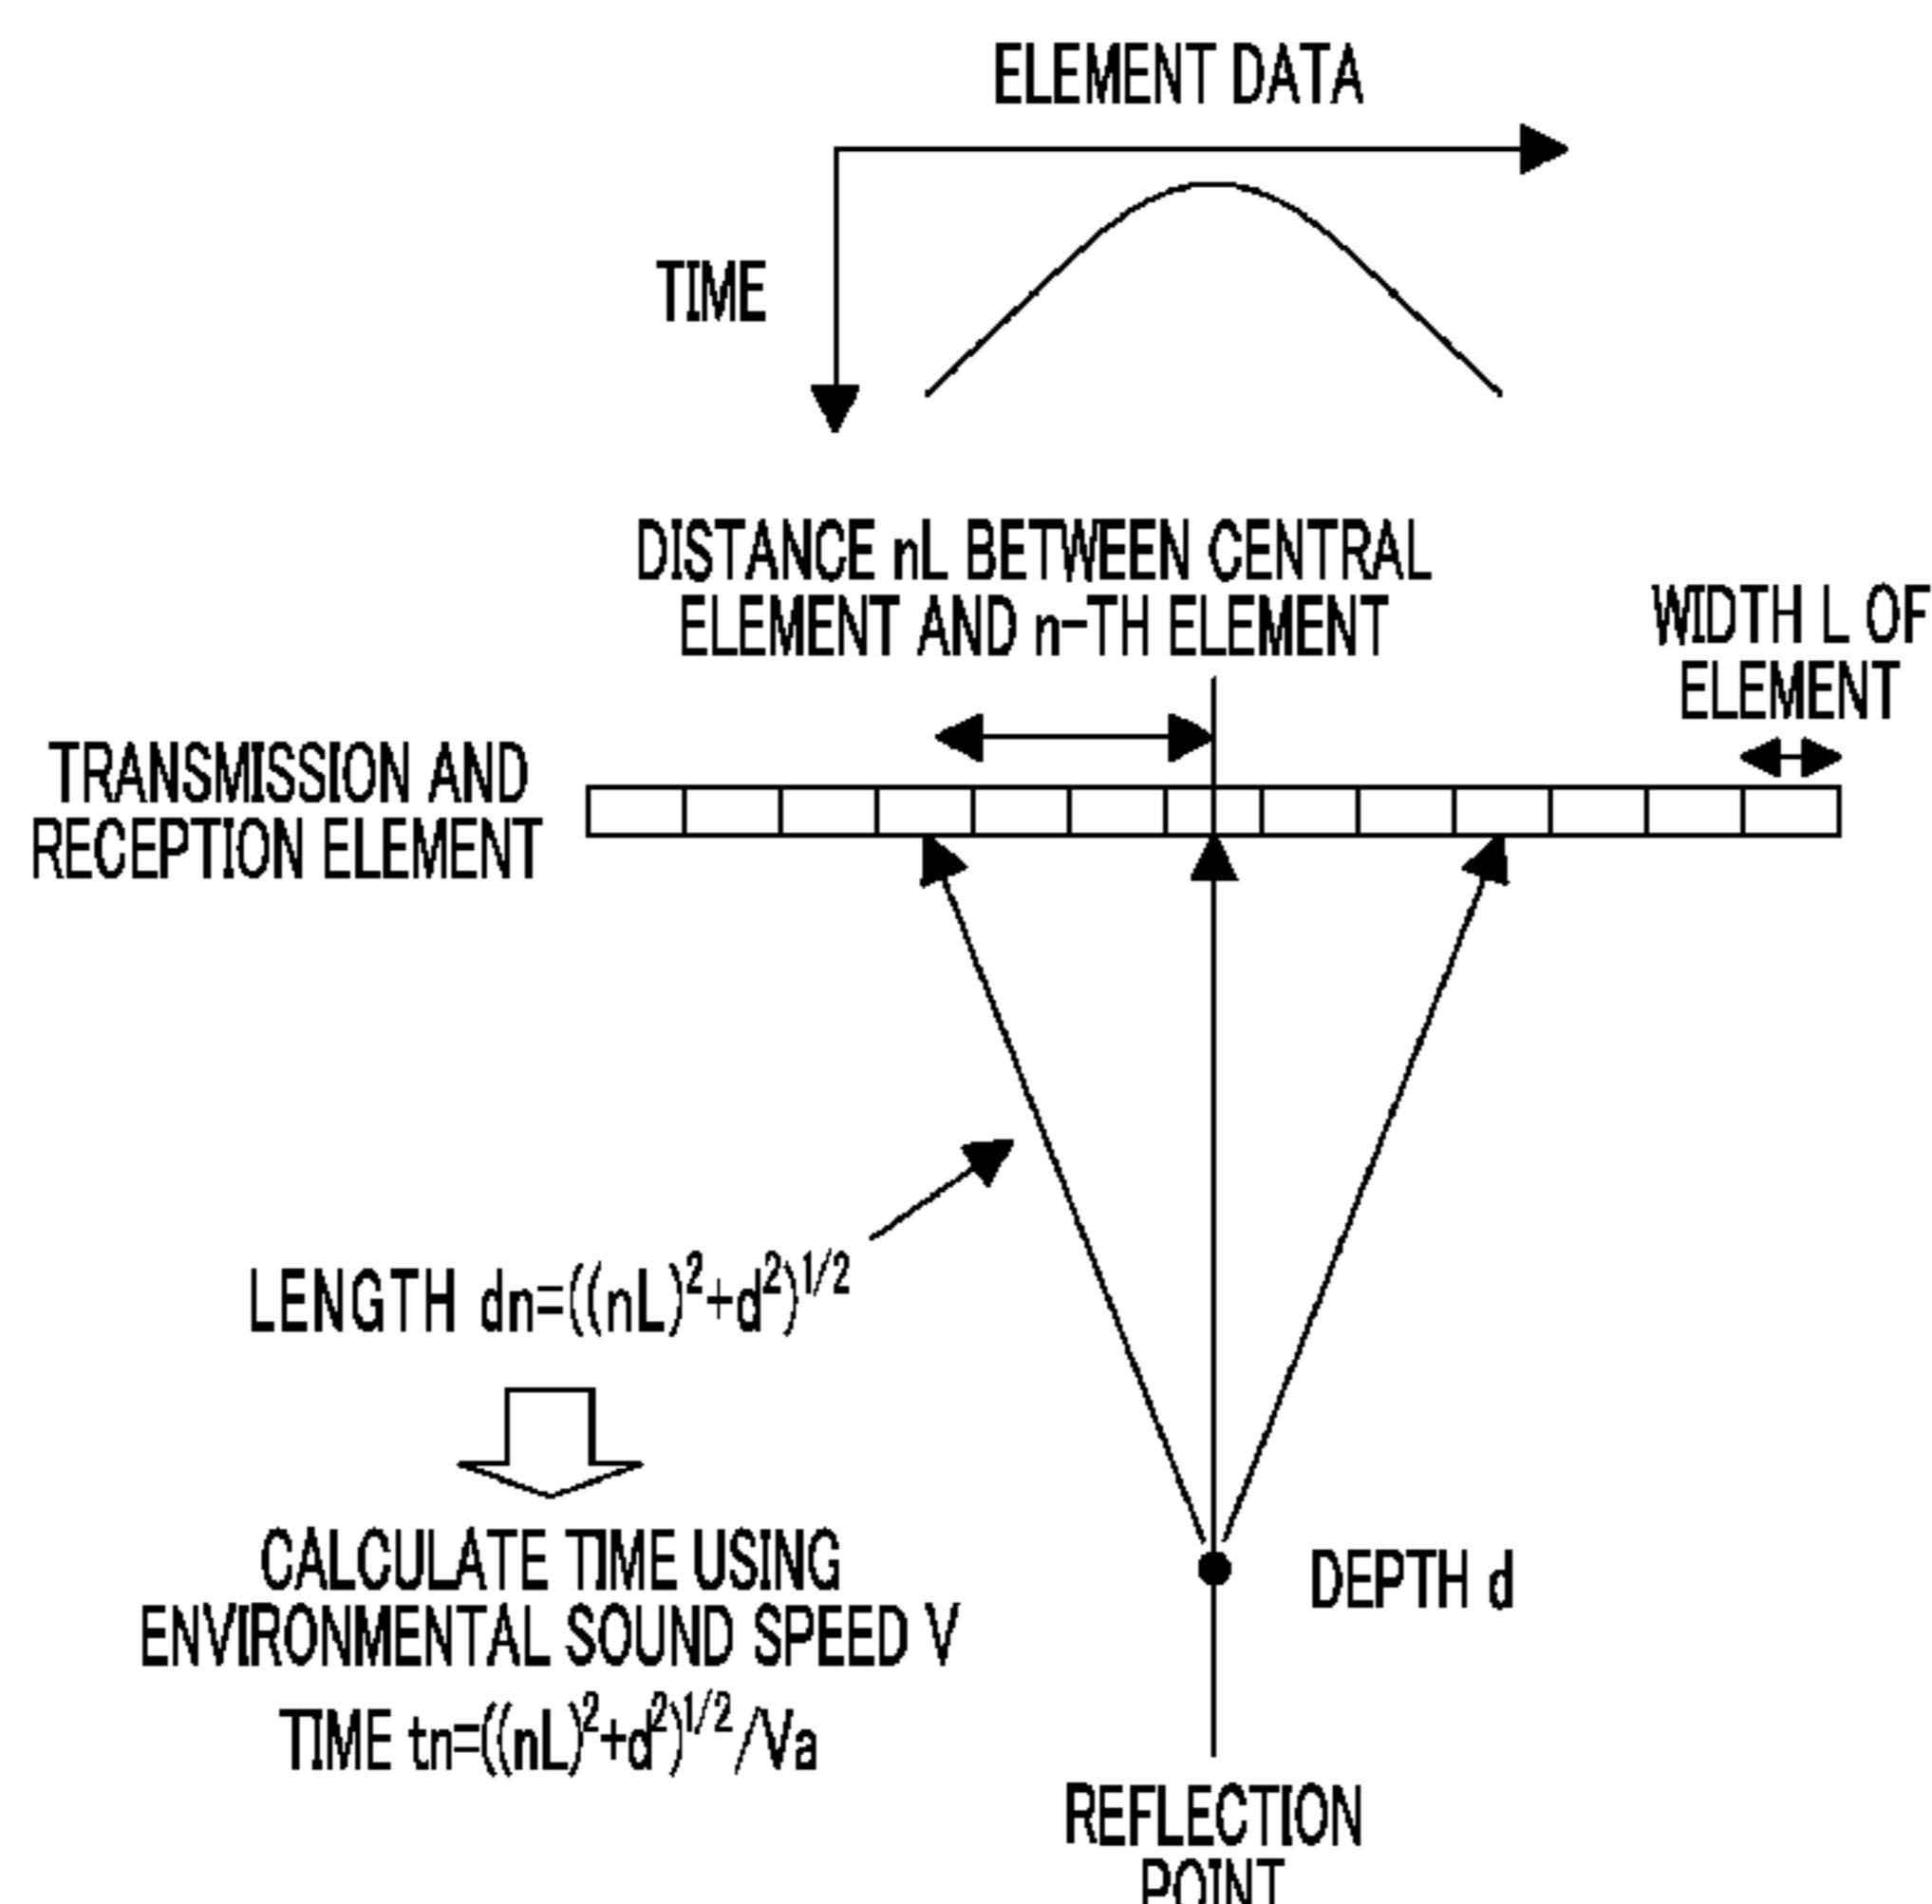 ELEMENT DATA
TIME
DISTANCE nL BETWEEN CENTRAL
ELEMENT AND n-TH ELEMENT
WIDTH L OF
ELEMENT
TRANSMISSION AND
RECEPTION ELEMENT
LENGTH dn=((nL)²+d²)^1/2
CALCULATE TIME USING
ENVIRONMENTAL SOUND SPEED V
TIME tn=((nL)²+d²)^1/2/Va
DEPTH d
REFLECTION
POINT